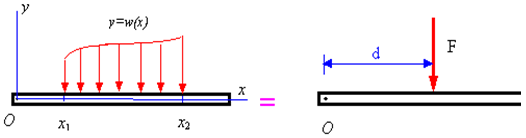 y
y=w(x)
x
O
x1
x2
=
d
F
O